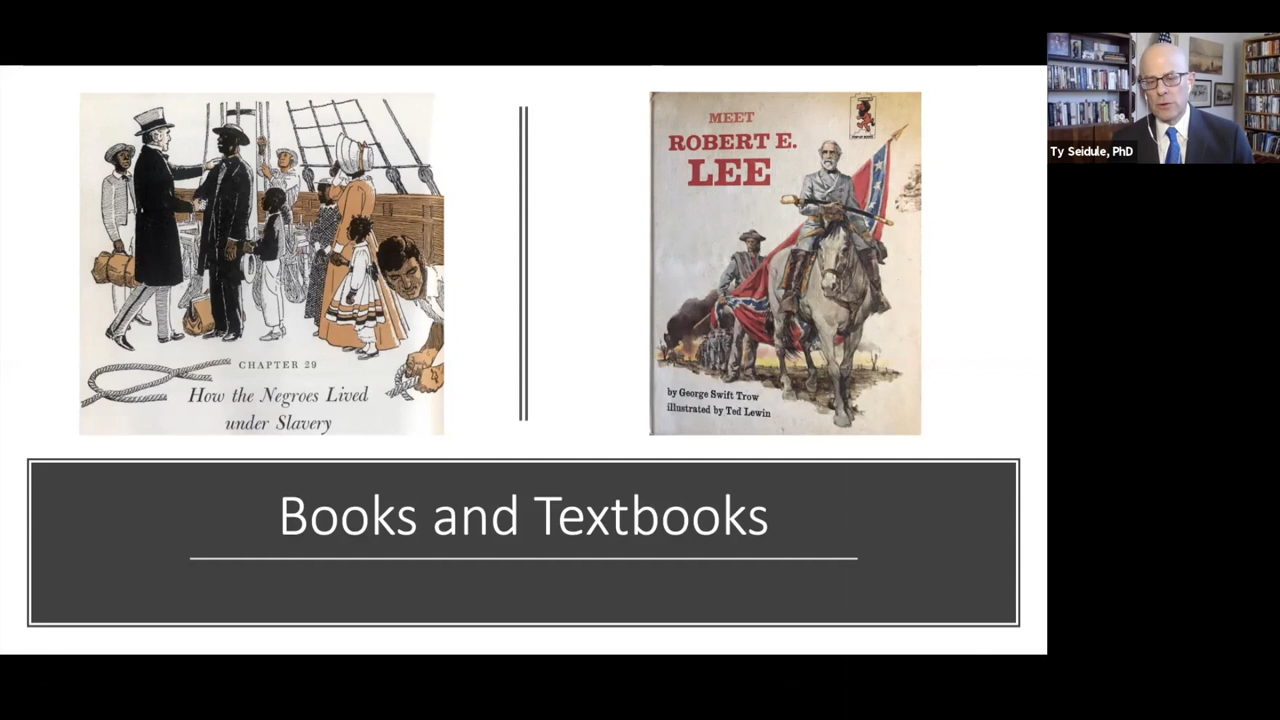 CHAPTER 29
How the Negroes Lived
under Slavery
MEET
ROBERT E.
LEE
by George Swift Trow
illustrated by Ted Lewin
Books and Textbooks
Ty Seidule, PhD